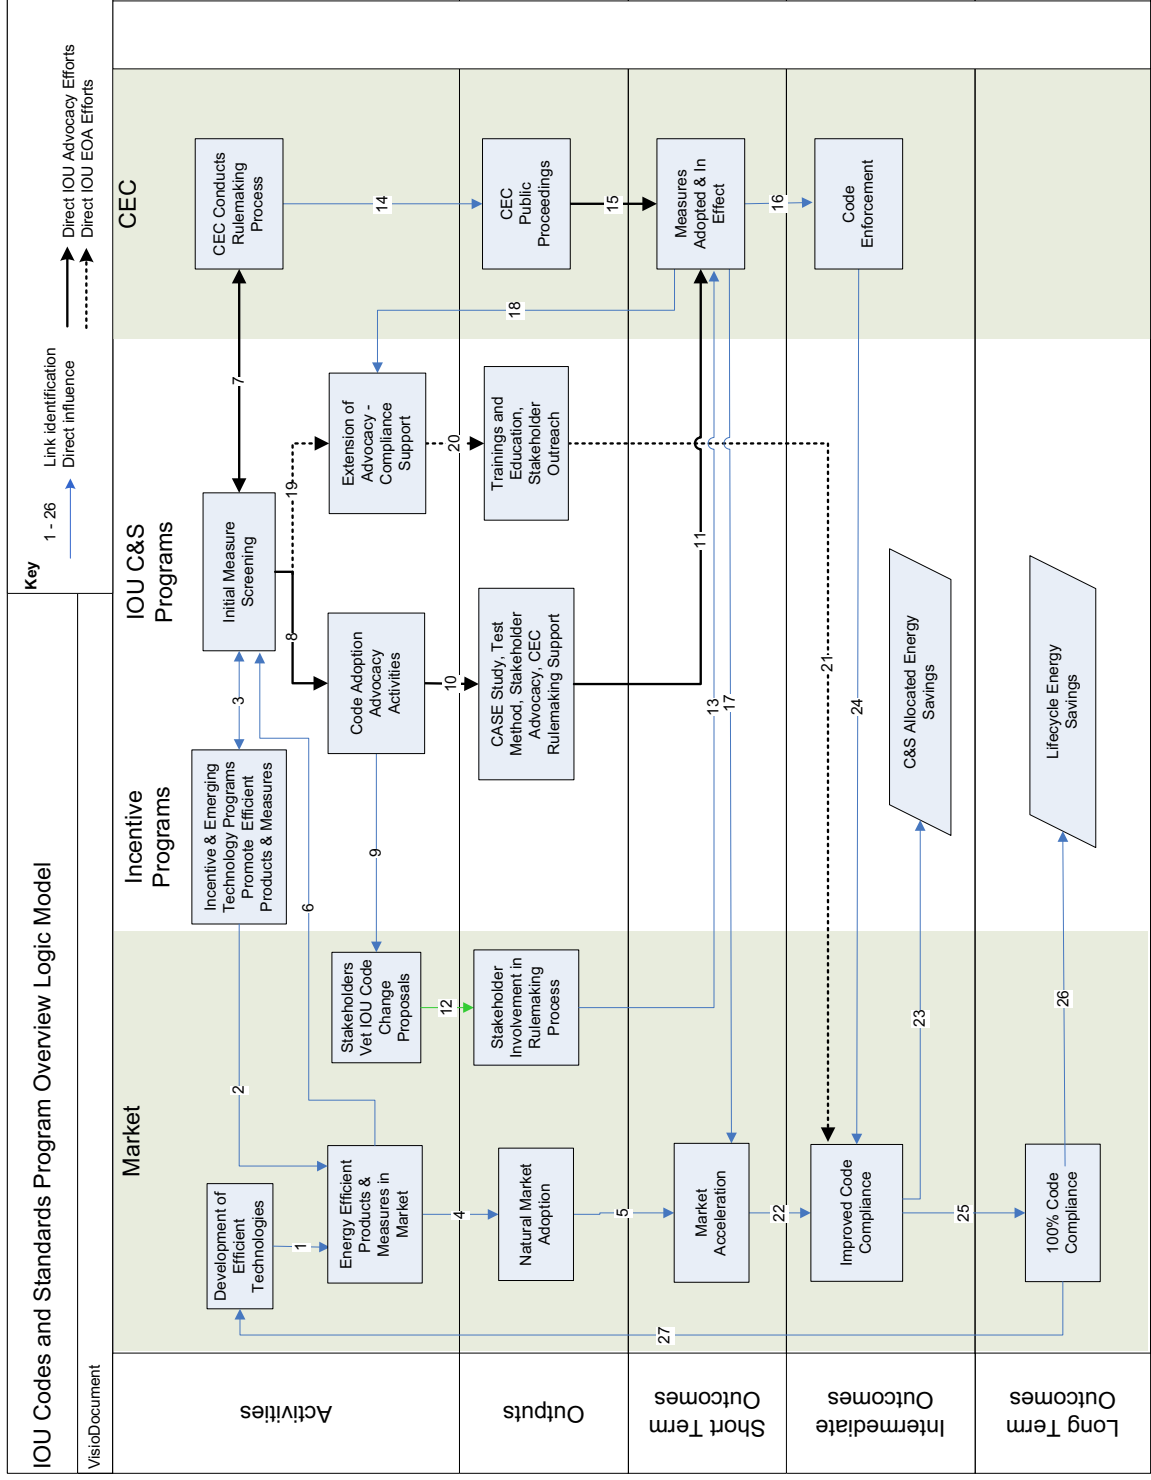 IOU Codes and Standards Program Overview Logic Model
VisioDocument
Key
1 - 26
Link identification
Direct influence
Direct IOU Advocacy Efforts
Direct IOU EOA Efforts
Market
Incentive
Programs
IOU C&S
Programs
CEC
Activities
Development of
Efficient
Technologies
Incentive & Emerging
Technology Programs
Promote Efficient
Products & Measures
Initial Measure
Screening
CEC Conducts
Rulemaking
Process
1
2
3
6
7
8
19
14
Energy Efficient
Products &
Measures in
Market
Stakeholders
Vet IOU Code
Change
Proposals
Code Adoption
Advocacy
Activities
Extension of
Advocacy -
Compliance
Support
9
4
12
10
20
18
Outputs
Natural Market
Adoption
Stakeholder
Involvement in
Rulemaking
Process
CASE Study, Test
Method, Stakeholder
Advocacy, CEC
Rulemaking Support
Trainings and
Education,
Stakeholder
Outreach
CEC
Public
Proceedings
5
15
27
Short Term
Outcomes
Market
Acceleration
Measures
Adopted & In
Effect
11
13
17
22
16
Intermediate
Outcomes
Improved Code
Compliance
Code
Enforcement
21
24
23
C&S Allocated Energy
Savings
25
Long Term
Outcomes
100% Code
Compliance
26
Lifecycle Energy
Savings